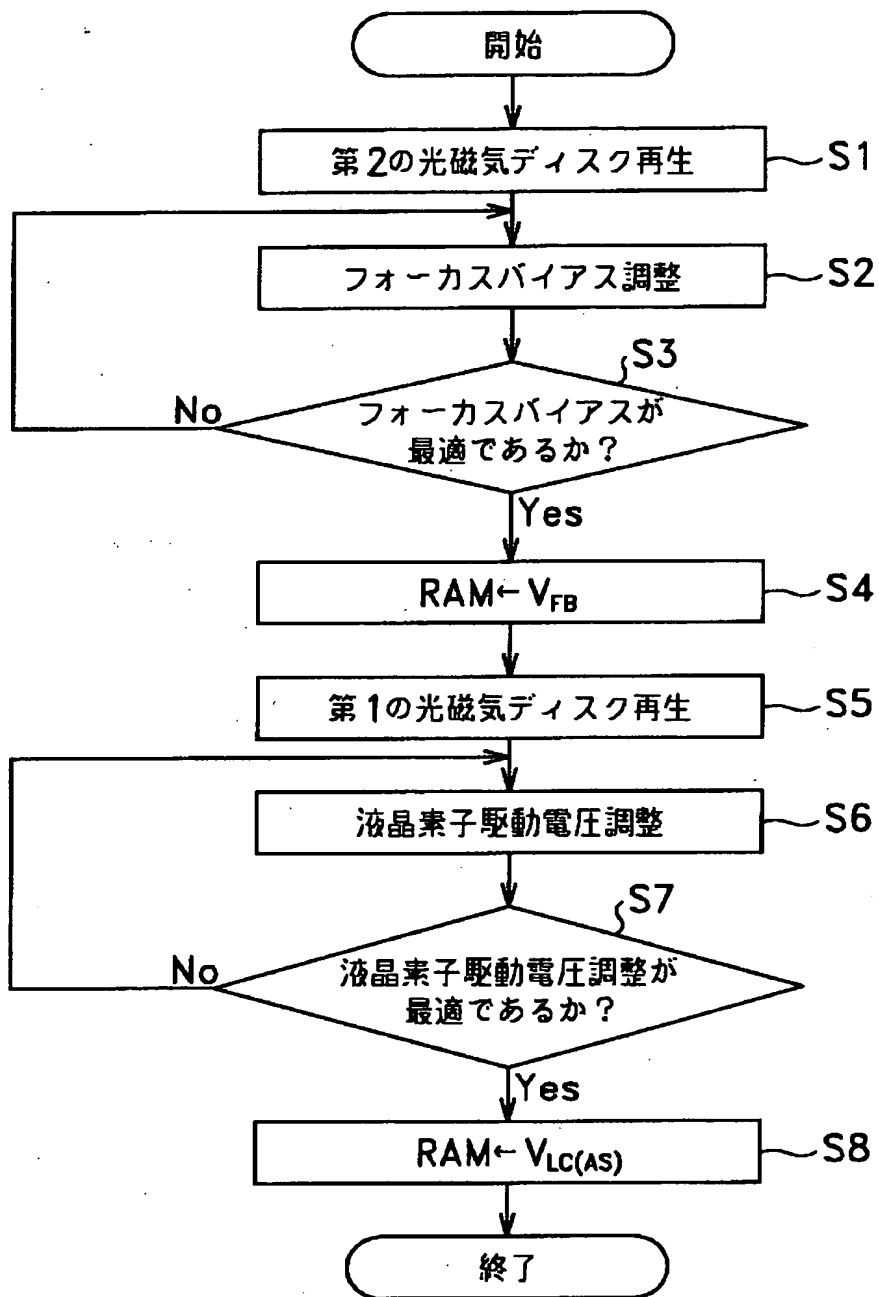 開始
第2の光磁気ディスク再生 S1
フォーカスバイアス調整 S2
S3
No
フォーカスバイアスが
最適であるか？
Yes
RAM←V_FB S4
第1の光磁気ディスク再生 S5
液晶素子駆動電圧調整 S6
S7
No
液晶素子駆動電圧調整が
最適であるか？
Yes
RAM←V_LC(AS) S8
終了